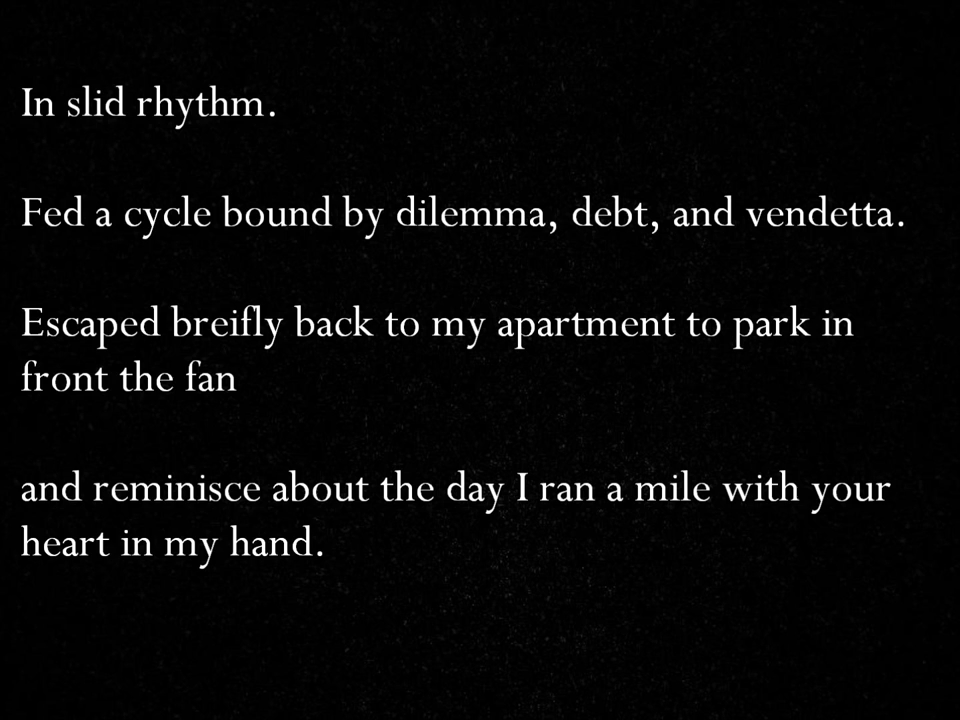 In slid rhythm.
Fed a cycle bound by dilemma, debt, and vendetta.
Escaped breifly back to my apartment to park in
front the fan
and reminisce about the day I ran a mile with your
heart in my hand.